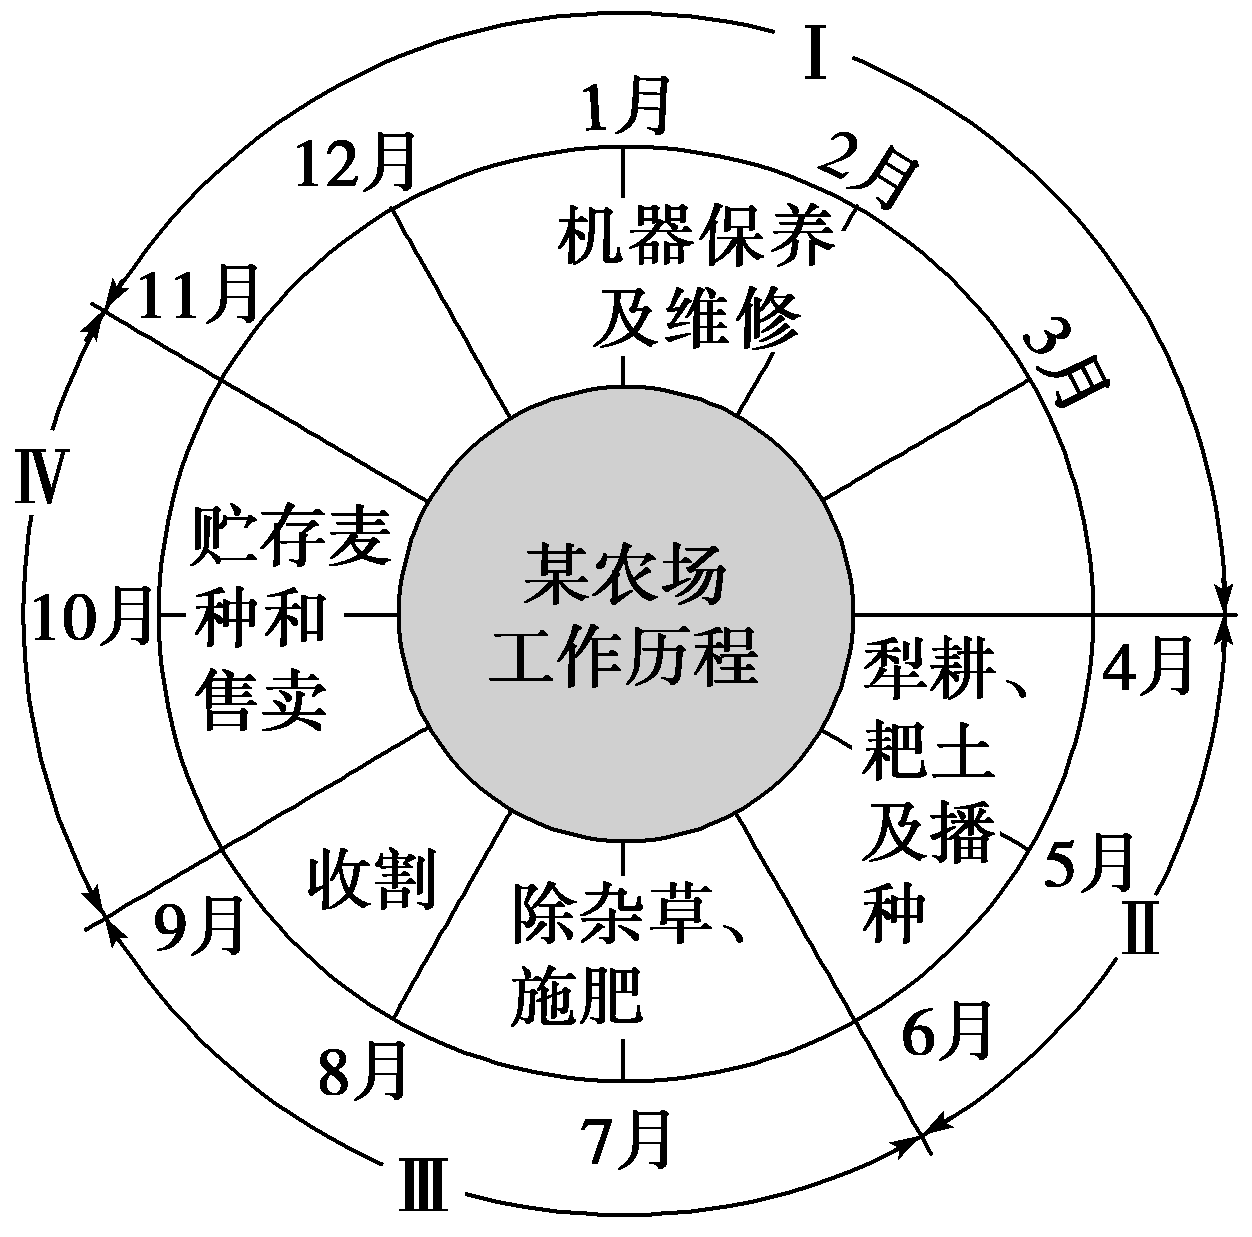 Ⅰ
1月
2月
3月
4月
5月
6月
7月
8月
9月
10月
11月
12月
Ⅱ
Ⅲ
Ⅳ
机器保养
及维修
犁耕、
耙土
及播
种
除杂草、
施肥
收割
贮存麦
种和
售卖
某农场
工作历程